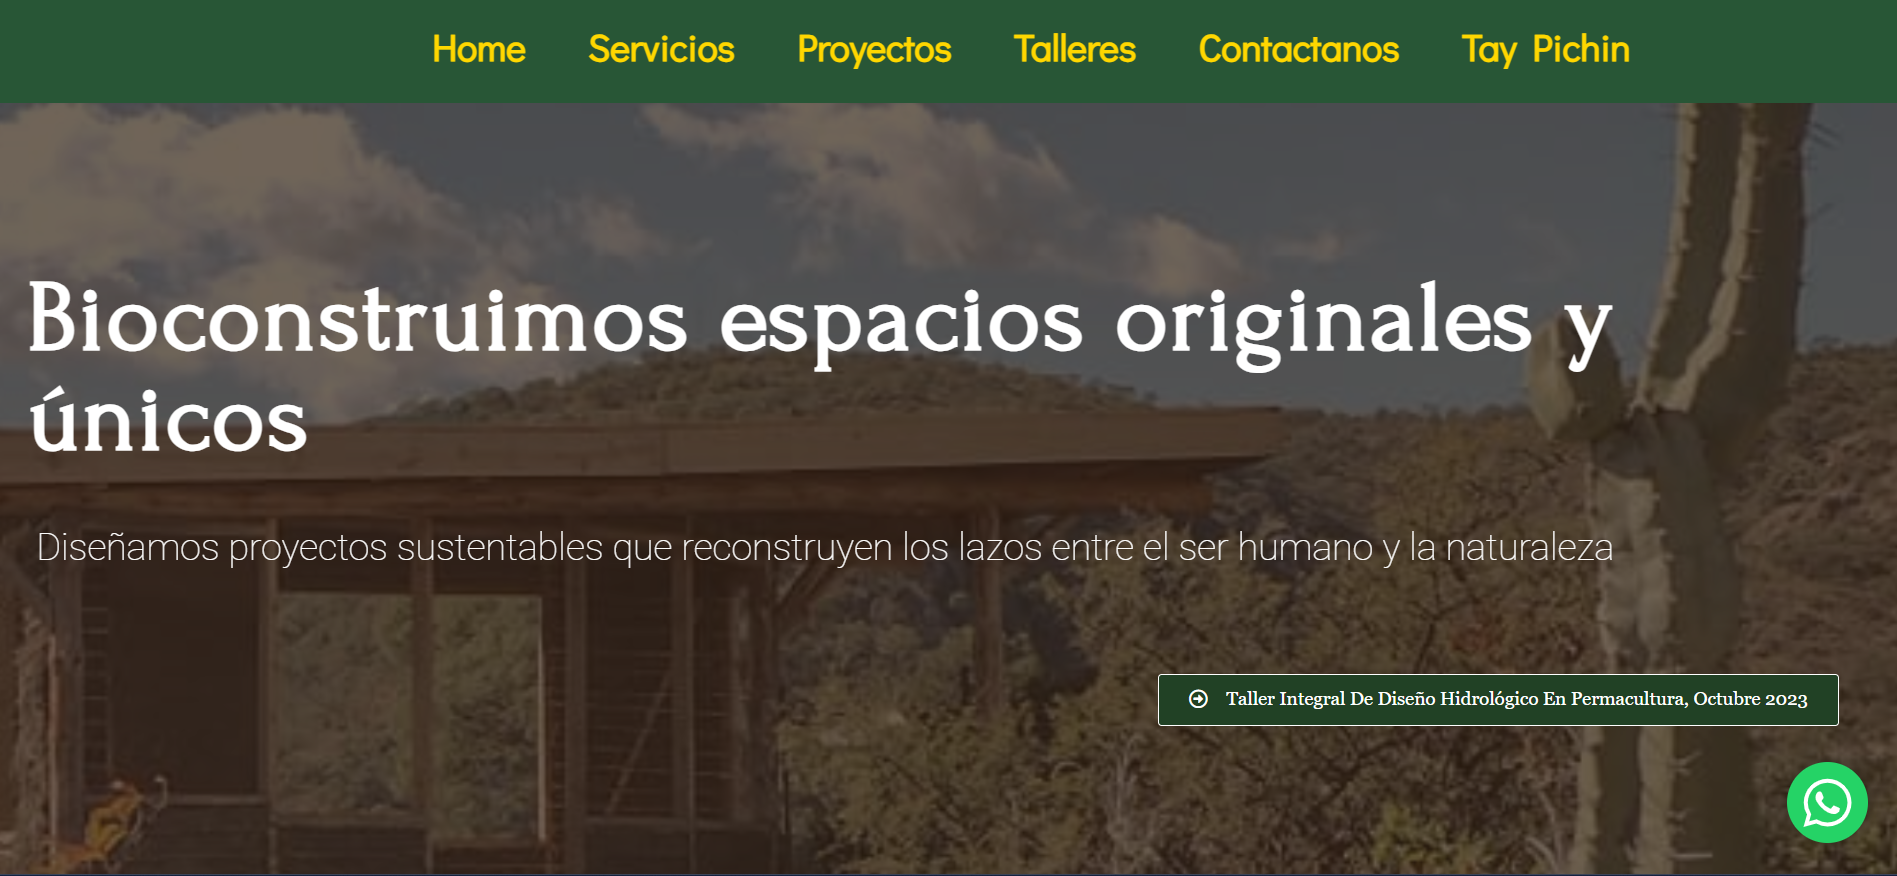 Home Servicios Proyectos Talleres Contactanos Tay Pichin
Bioconstruimos espacios originales y
únicos
Diseñamos proyectos sustentables que reconstruyen los lazos entre el ser humano y la naturaleza
Taller Integral De Diseño Hidrológico En Permacultura, Octubre 2023